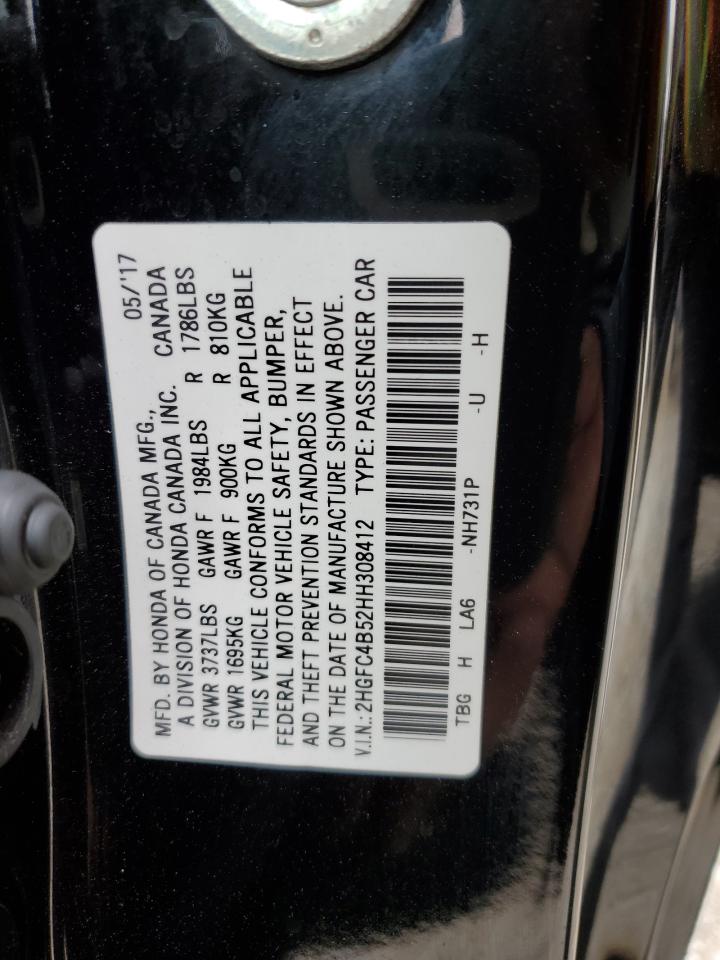 MFD. BY HONDA OF CANADA MFG., 05/'17
A DIVISION OF HONDA CANADA INC. CANADA
GVWR 3737LBS GAWR F 1984LBS R 1786LBS
GVWR 1695KG GAWR F 900KG R 810KG
THIS VEHICLE CONFORMS TO ALL APPLICABLE
FEDERAL MOTOR VEHICLE SAFETY, BUMPER,
AND THEFT PREVENTION STANDARDS IN EFFECT
ON THE DATE OF MANUFACTURE SHOWN ABOVE.
V.I.N.: 2HGFC4B52HH308412 TYPE: PASSENGER CAR
TBG H LA6 -NH731P -U -H